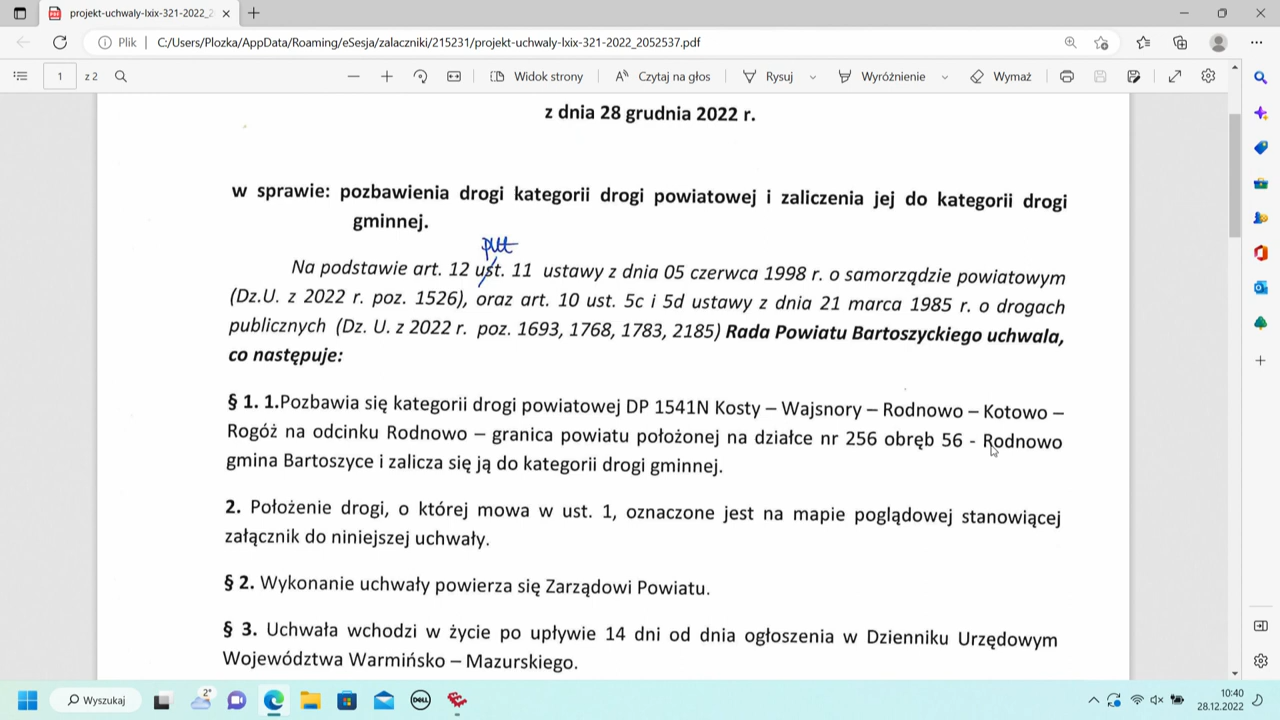 projekt-uchwaly-lxix-321-2022_2
Plik
C:/Users/Plozka/AppData/Roaming/eSesja/zalaczniki/215231/projekt-uchwaly-lxix-321-2022_2052537.pdf
1 z 2 Widok strony Czytaj na głos Rysuj Wyróżnienie Wymaż
z dnia 28 grudnia 2022 r.
w sprawie: pozbawienia drogi kategorii drogi powiatowej i zaliczenia jej do kategorii drogi
gminnej.
pkt
Na podstawie art. 12 ust. 11 ustawy z dnia 05 czerwca 1998 r. o samorządzie powiatowym
(Dz.U. z 2022 r. poz. 1526), oraz art. 10 ust. 5c i 5d ustawy z dnia 21 marca 1985 r. o drogach
publicznych (Dz. U. z 2022 r. poz. 1693, 1768, 1783, 2185) Rada Powiatu Bartoszyckiego uchwala,
co następuje:
§ 1. 1.Pozbawia się kategorii drogi powiatowej DP 1541N Kosty – Wajsnory – Rodnowo – Kotowo –
Rogóż na odcinku Rodnowo – granica powiatu położonej na działce nr 256 obręb 56 - Rodnowo
gmina Bartoszyce i zalicza się ją do kategorii drogi gminnej.
2. Położenie drogi, o której mowa w ust. 1, oznaczone jest na mapie poglądowej stanowiącej
załącznik do niniejszej uchwały.
§ 2. Wykonanie uchwały powierza się Zarządowi Powiatu.
§ 3. Uchwała wchodzi w życie po upływie 14 dni od dnia ogłoszenia w Dzienniku Urzędowym
Województwa Warmińsko – Mazurskiego.
Wyszukaj
2°
DELL
10:40
28.12.2022